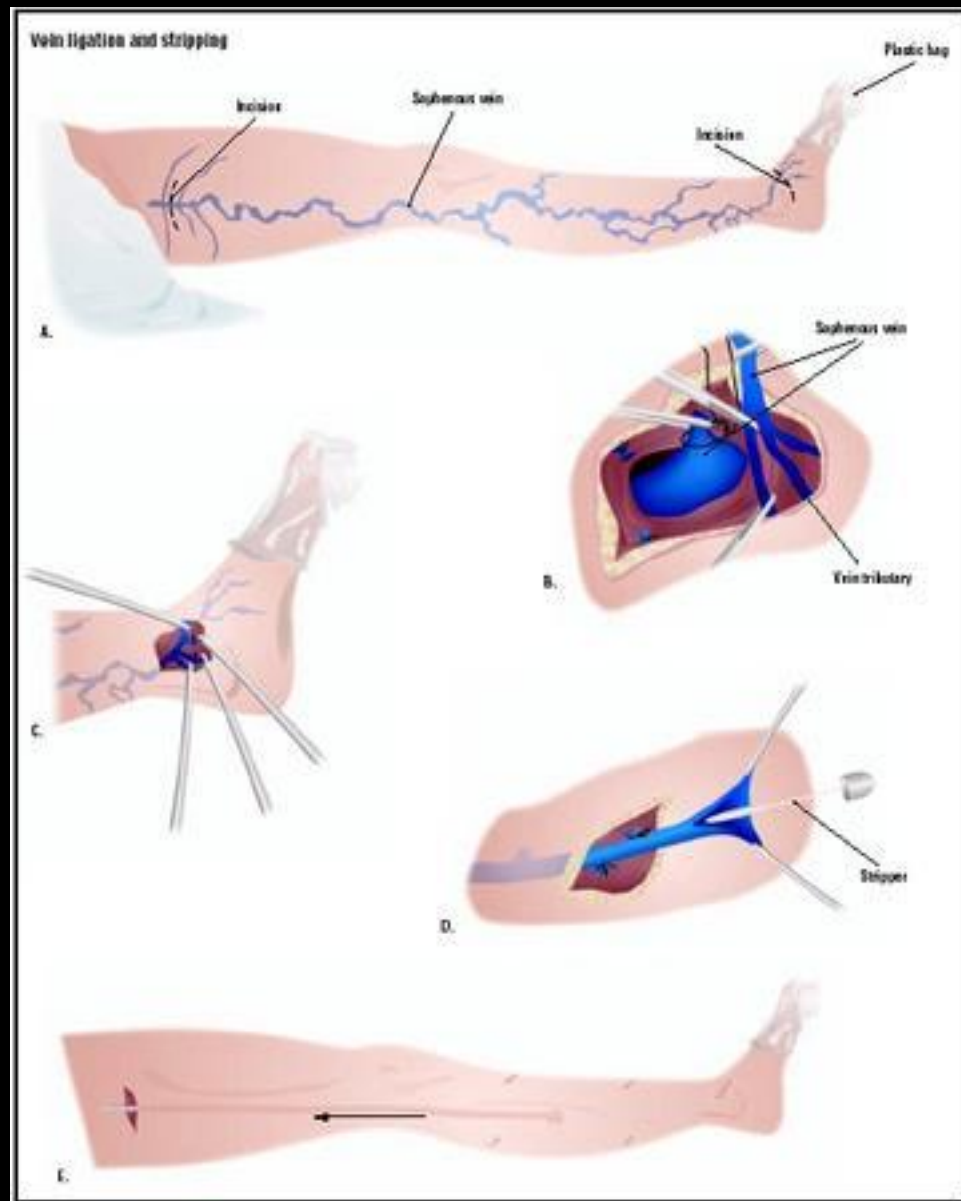 Vein ligation and stripping
Plastic bag
Incision
Saphenous vein
Incision
A.
Saphenous vein
B.
Vein tributary
C.
Stripper
D.
E.